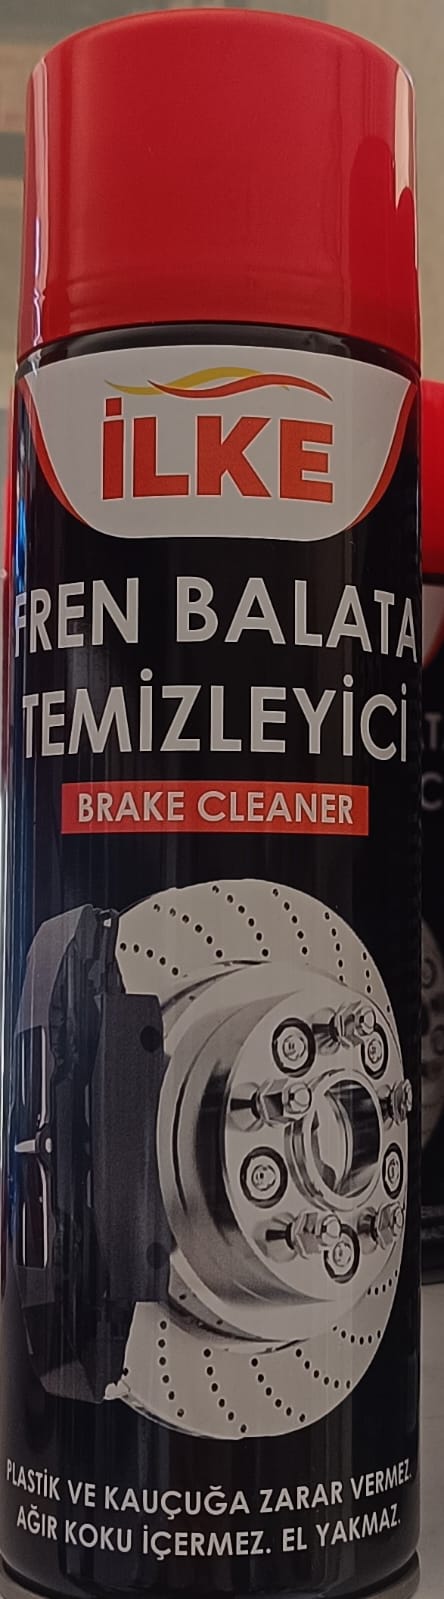 İLKE
FREN BALATA
TEMİZLEYİCİ
BRAKE CLEANER
PLASTİK VE KAUÇUĞA ZARAR VERMEZ.
AĞIR KOKU İÇERMEZ. EL YAKMAZ.